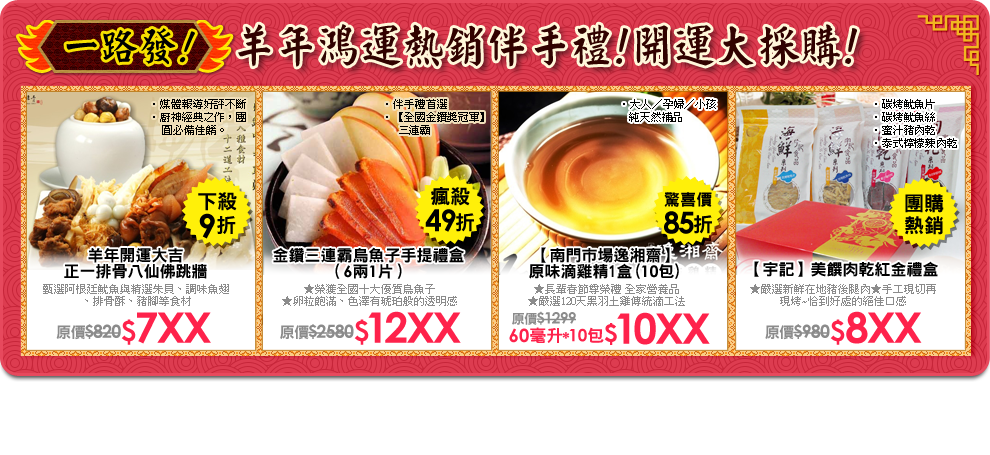 一路發! 羊年鴻運熱銷伴手禮!開運大採購!
・媒體報導好評不斷
・廚神經典之作，團
圓必備佳餚。
下殺
9折
羊年開運大吉
正一排骨八仙佛跳牆
甄選阿根廷魷魚與精選朱貝、調味魚翅
、排骨酥、豬腳等食材
原價$820 $7XX
・伴手禮首選
・【全國金鑽獎冠軍】
三連霸
瘋殺
49折
金鑽三連霸烏魚子手提禮盒
(6兩1片)
★榮獲全國十大優質烏魚子
★卵粒飽滿、色澤有琥珀般的透明感
原價$2580 $12XX
・大人／孕婦／小孩
純天然補品
驚喜價
85折
【南門市場逸湘齋】
原味滴雞精1盒(10包)
★長輩春節尊榮禮 全家營養品
★嚴選120天黑羽土雞傳統滴工法
原價$1299
60毫升*10包 $10XX
・碳烤魷魚片
・碳烤魷魚絲
・蜜汁豬肉乾
・泰式檸檬辣肉乾
團購
熱銷
【宇記】美饌肉乾紅金禮盒
★嚴選新鮮在地豬後腿肉★手工現切再
現烤~恰到好處的絕佳口感
原價$980 $8XX